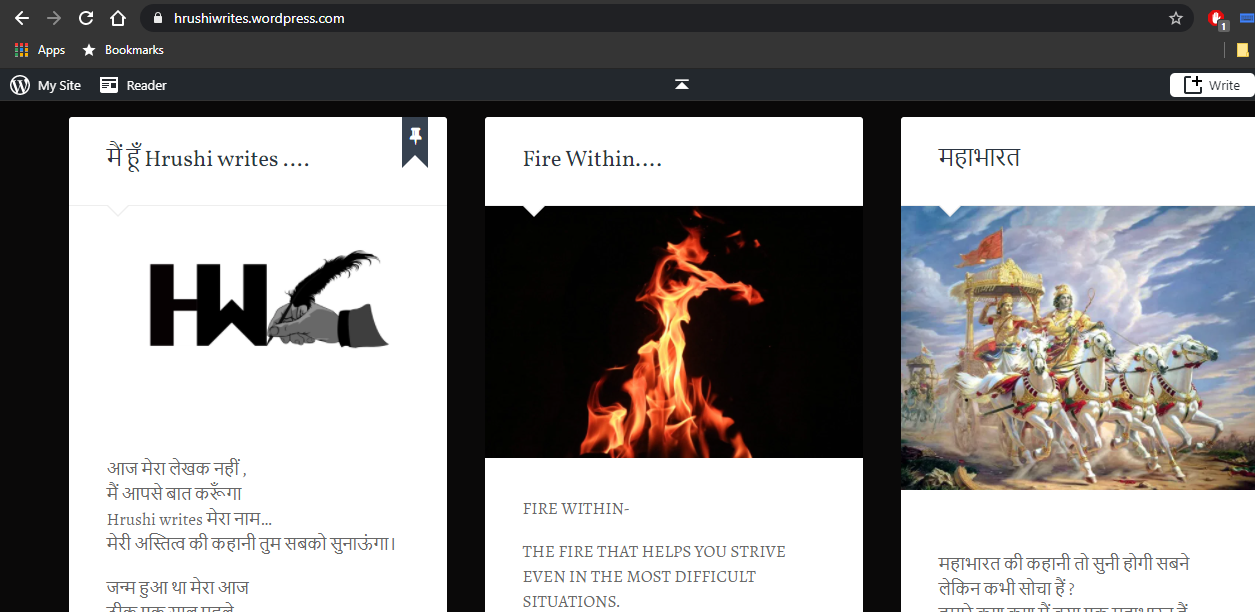 hrushiwrites.wordpress.com
1
Apps
Bookmarks
My Site
Reader
Write
मैं हूँ Hrushi writes ....
HW
आज मेरा लेखक नहीं ,
मैं आपसे बात करूँगा
Hrushi writes मेरा नाम...
मेरी अस्तित्व की कहानी तुम सबको सुनाऊंगा।
जन्म हुआ था मेरा आज
Fire Within....
FIRE WITHIN-
THE FIRE THAT HELPS YOU STRIVE
EVEN IN THE MOST DIFFICULT
SITUATIONS.
महाभारत
महाभारत की कहानी तो सुनी होगी सबने
लेकिन कभी सोचा हैं ?